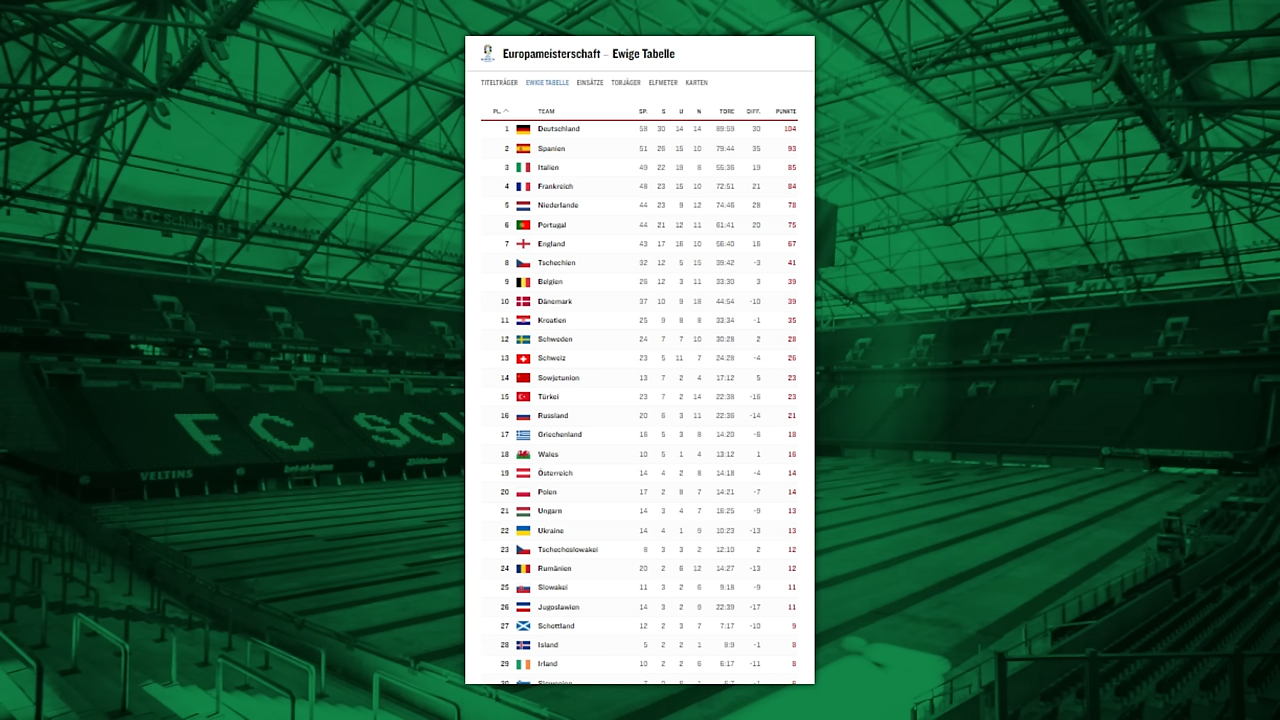 Europameisterschaft – Ewige Tabelle
TITELTRÄGER EWIGE TABELLE EINSÄTZE TORJÄGER ELFMETER KARTEN
PL. TEAM SP. S U N TORE DIFF. PUNKTE
1 Deutschland 58 30 14 14 89:59 30 104
2 Spanien 51 26 15 10 79:44 35 93
3 Italien 49 22 19 8 55:36 19 85
4 Frankreich 48 23 15 10 72:51 21 84
5 Niederlande 44 23 9 12 74:46 28 78
6 Portugal 44 21 12 11 61:41 20 75
7 England 43 17 16 10 56:40 16 67
8 Tschechien 32 12 5 15 39:42 -3 41
9 Belgien 26 12 3 11 33:30 3 39
10 Dänemark 37 10 9 18 44:54 -10 39
11 Kroatien 25 9 8 8 33:34 -1 35
12 Schweden 24 7 7 10 30:28 2 28
13 Schweiz 23 5 11 7 24:28 -4 26
14 Sowjetunion 13 7 2 4 17:12 5 23
15 Türkei 23 7 2 14 22:38 -16 23
16 Russland 20 6 3 11 22:36 -14 21
17 Griechenland 16 5 3 8 14:20 -6 18
18 Wales 10 5 1 4 13:12 1 16
19 Österreich 14 4 2 8 14:18 -4 14
20 Polen 17 2 8 7 14:21 -7 14
21 Ungarn 14 3 4 7 16:25 -9 13
22 Ukraine 14 4 1 9 10:23 -13 13
23 Tschechoslowakei 8 3 3 2 12:10 2 12
24 Rumänien 20 2 6 12 14:27 -13 12
25 Slowakei 11 3 2 6 9:18 -9 11
26 Jugoslawien 14 3 2 9 22:39 -17 11
27 Schottland 12 2 3 7 7:17 -10 9
28 Island 5 2 2 1 8:9 -1 8
29 Irland 10 2 2 6 6:17 -11 8
FC Schalke 04
FC SC
VELTINS
bet-at-home